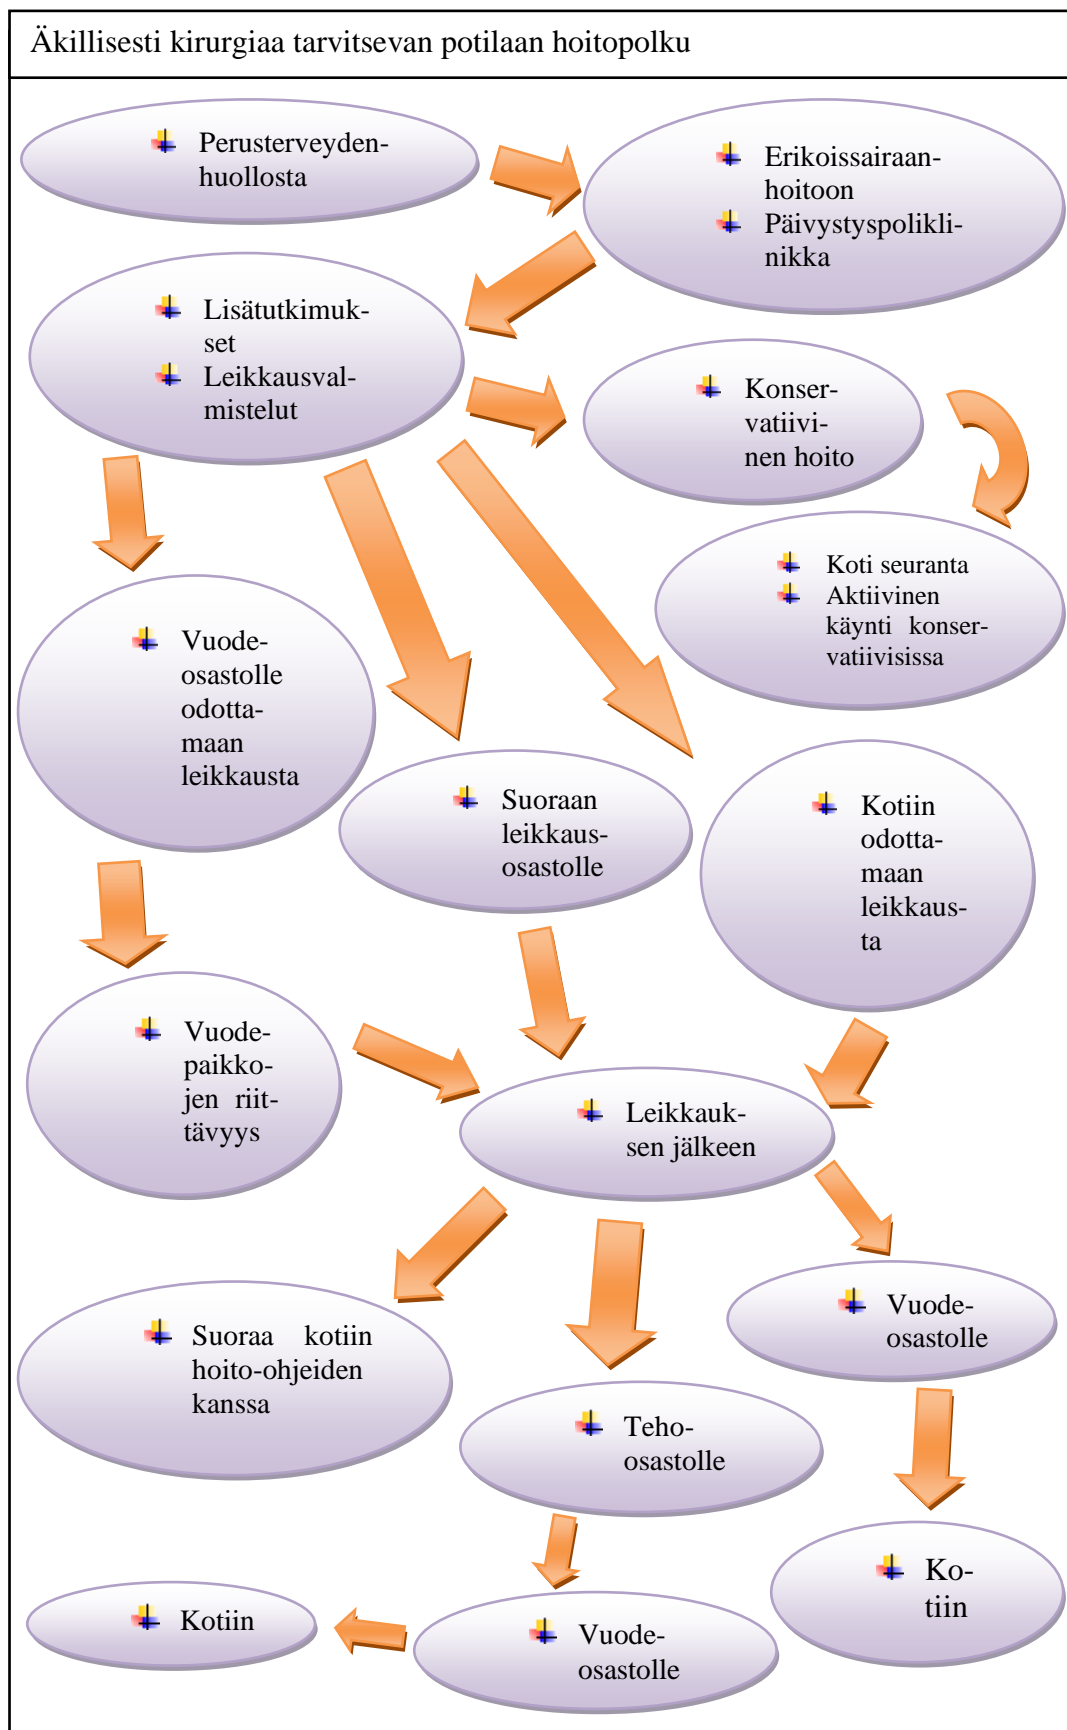 Äkillisesti kirurgiaa tarvitsevan potilaan hoitopolku
Perusterveyden-
huollosta
Erikoissairaan-
hoitoon
Päivystyspolikli-
nikka
Lisätutkimuk-
set
Leikkausval-
mistelut
Konser-
vatiivi-
nen hoito
Koti seuranta
Aktiivinen
käynti konser-
vatiivisissa
Vuode-
osastolle
odotta-
maan
leikkausta
Suoraan
leikkaus-
osastolle
Kotiin
odotta-
maan
leikkaus-
ta
Vuode-
paikko-
jen riit-
tävyys
Leikkauk-
sen jälkeen
Suoraa kotiin
hoito-ohjeiden
kanssa
Teho-
osastolle
Vuode-
osastolle
Ko-
tiin
Kotiin
Vuode-
osastolle